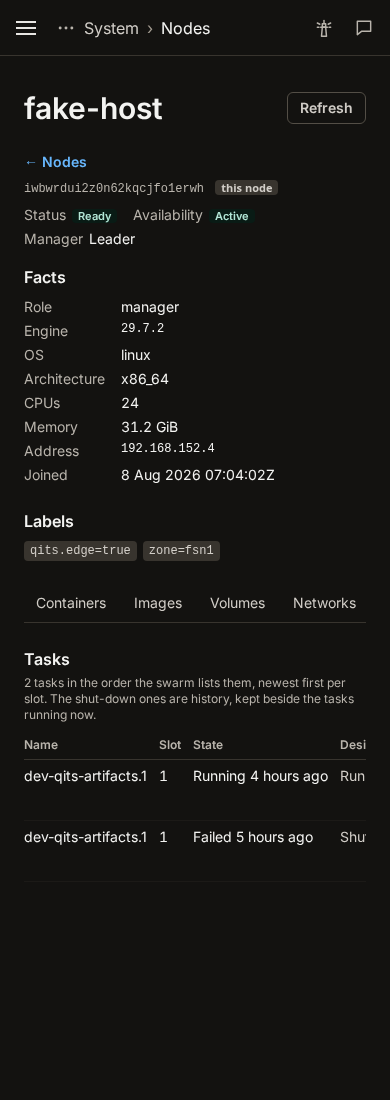 ··· System › Nodes
fake-host
Refresh
← Nodes
iwbwrdui2z0n62kqcjfo1erwh this node
Status Ready Availability Active
Manager Leader
Facts
Role manager
Engine 29.7.2
OS linux
Architecture x86_64
CPUs 24
Memory 31.2 GiB
Address 192.168.152.4
Joined 8 Aug 2026 07:04:02Z
Labels
qits.edge=true zone=fsn1
Containers Images Volumes Networks
Tasks
2 tasks in the order the swarm lists them, newest first per
slot. The shut-down ones are history, kept beside the tasks
running now.
Name Slot State Desi
dev-qits-artifacts.1 1 Running 4 hours ago Run
dev-qits-artifacts.1 1 Failed 5 hours ago Shu